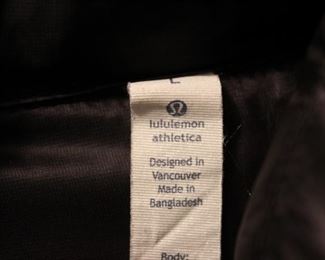 lululemon
athletica
Designed in
Vancouver
Made in
Bangladesh
Body: